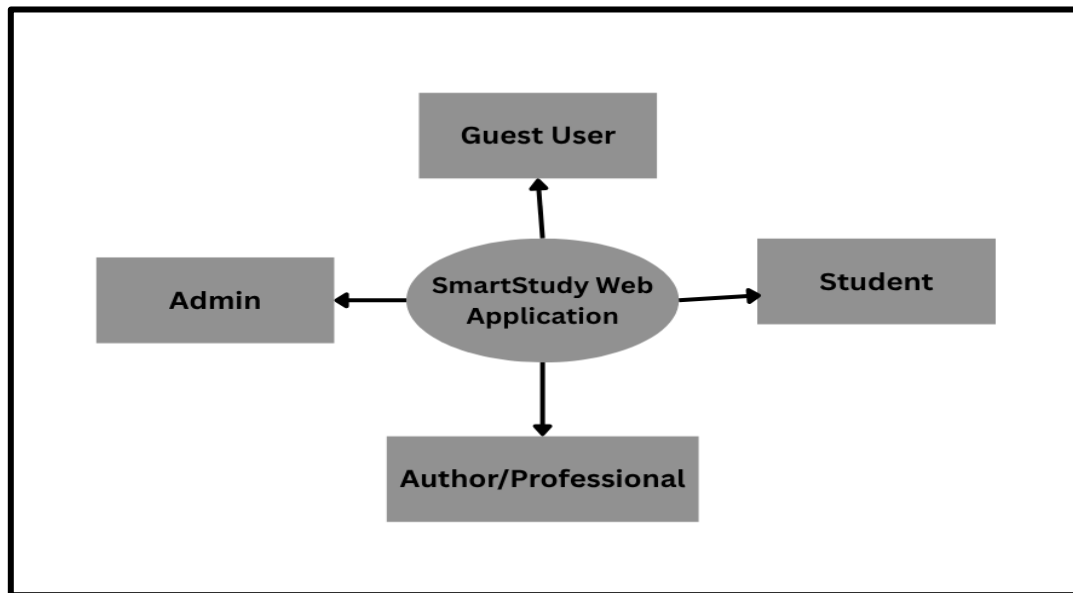 Guest User
Admin
SmartStudy Web
Application
Student
Author/Professional